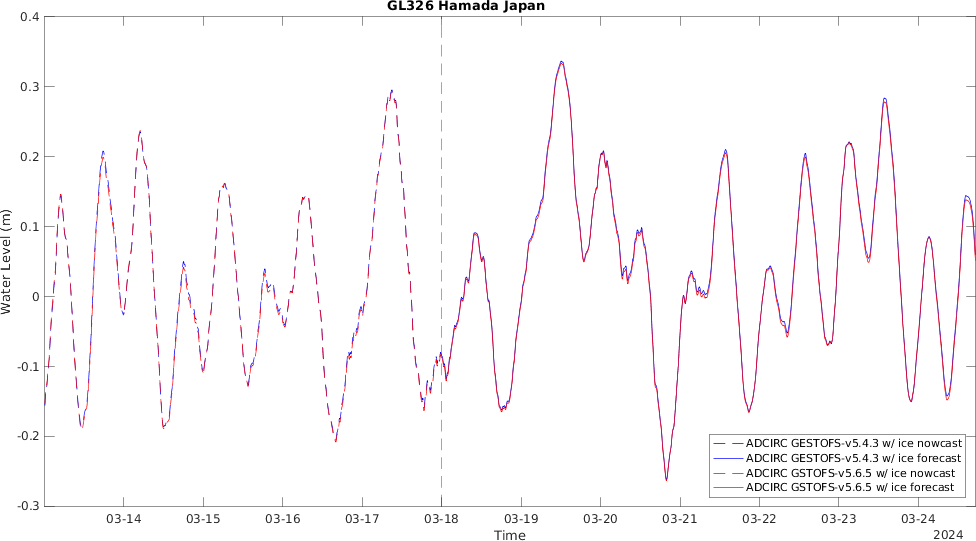 GL326 Hamada Japan
0.4
0.3
0.2
0.1
0
-0.1
-0.2
-0.3
Water Level (m)
ADCIRC GESTOFS-v5.4.3 w/ ice nowcast
ADCIRC GESTOFS-v5.4.3 w/ ice forecast
ADCIRC GSTOFS-v5.6.5 w/ ice nowcast
ADCIRC GSTOFS-v5.6.5 w/ ice forecast
03-14 03-15 03-16 03-17 03-18 03-19 03-20 03-21 03-22 03-23 03-24
Time
2024